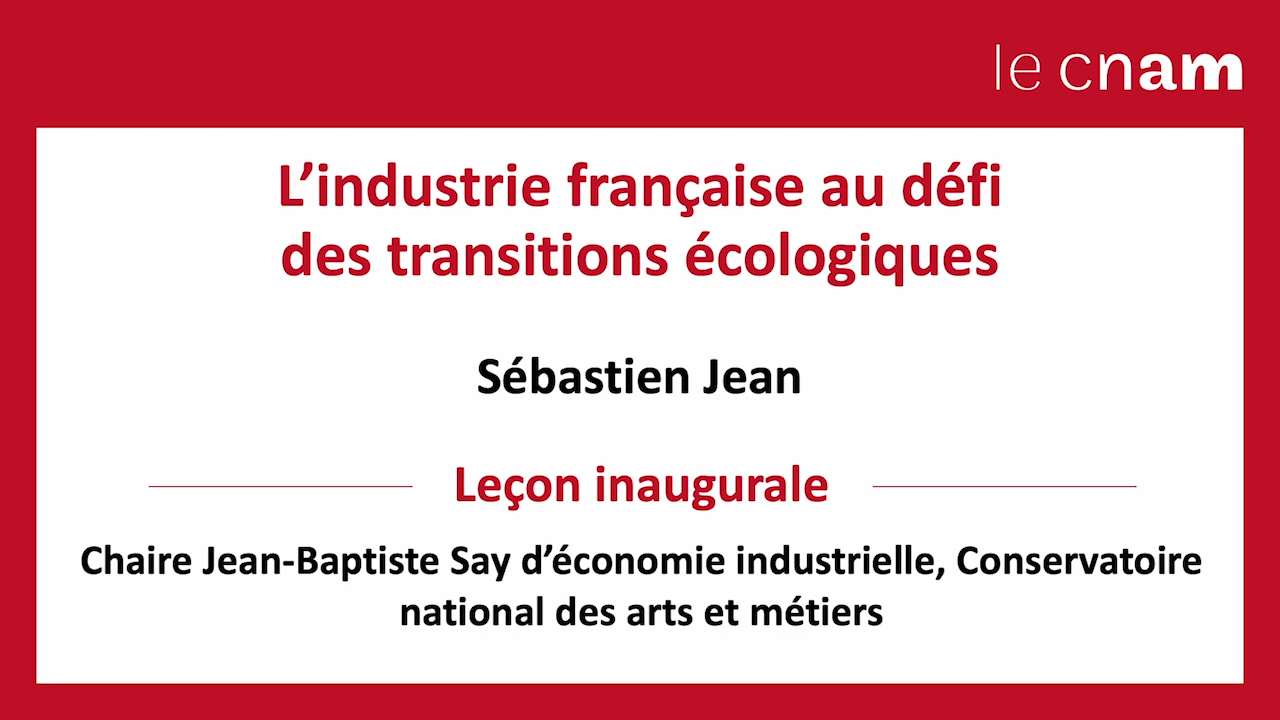 le cnam
L’industrie française au défi
des transitions écologiques
Sébastien Jean
Leçon inaugurale
Chaire Jean-Baptiste Say d’économie industrielle, Conservatoire
national des arts et métiers